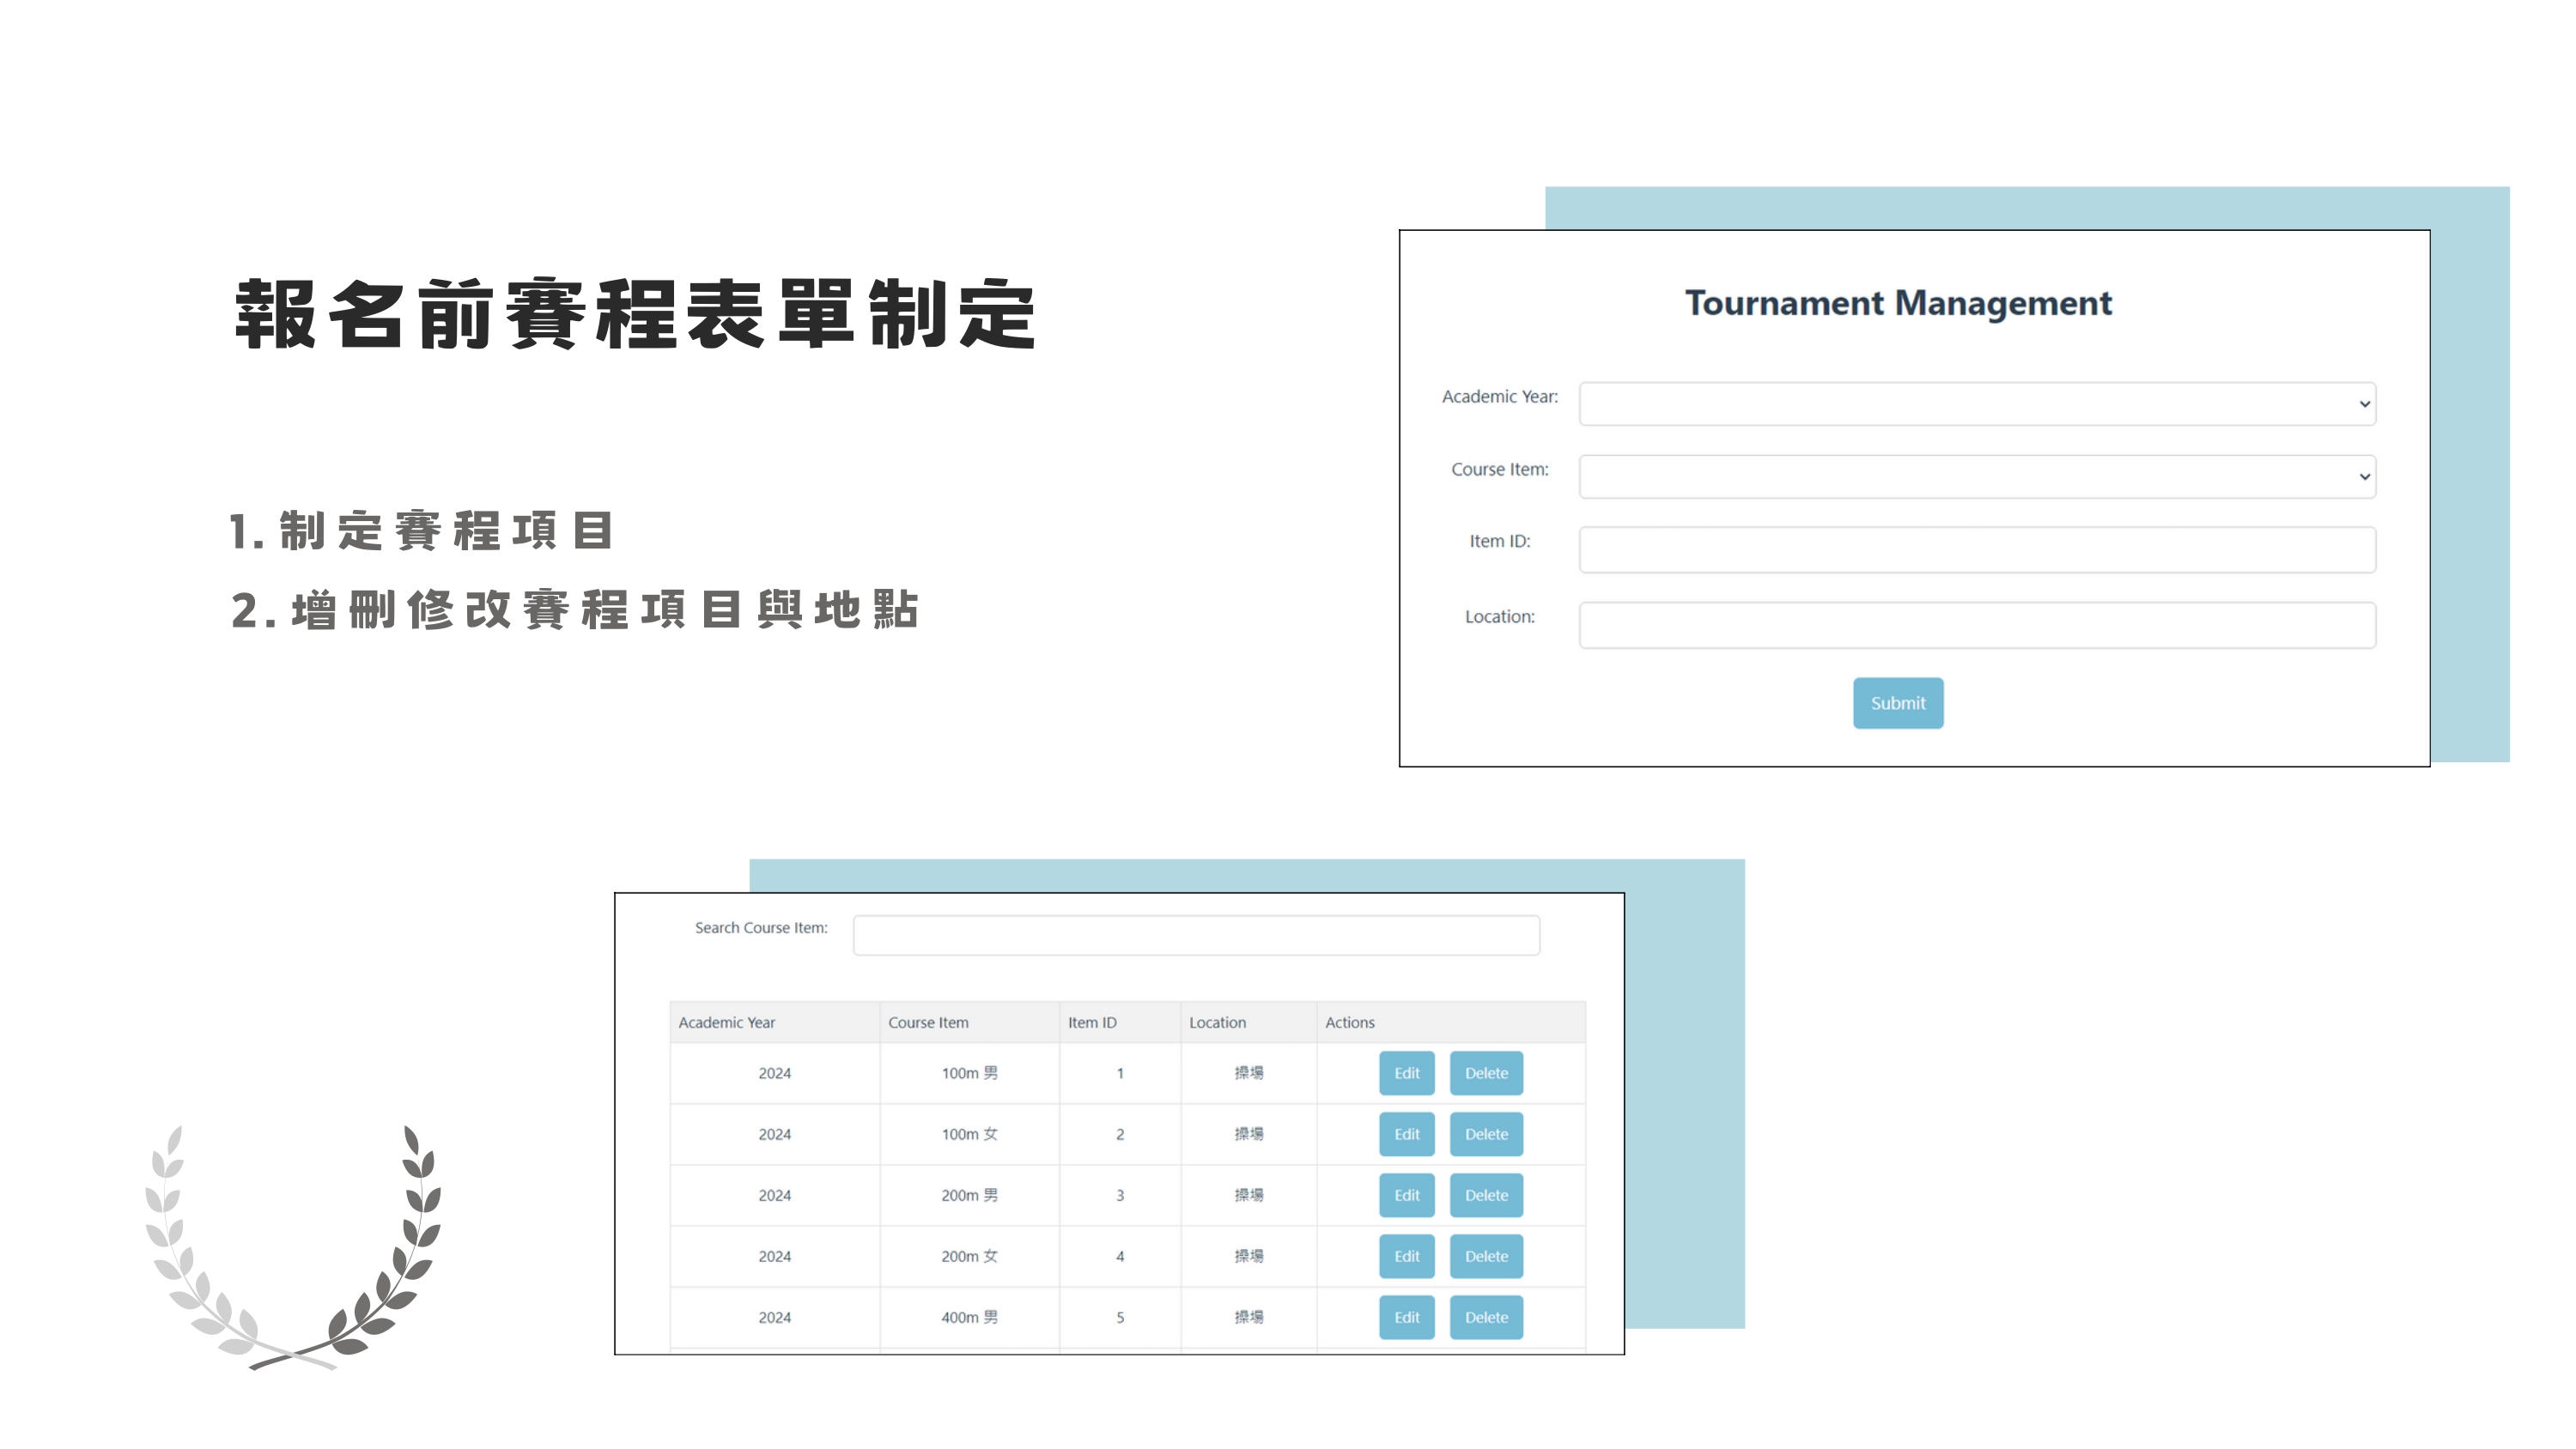 報名前賽程表單制定
1. 制定賽程項目
2. 增刪修改賽程項目與地點
Tournament Management
Academic Year:
Course Item:
Item ID:
Location:
Submit
Search Course Item:
Academic Year Course Item Item ID Location Actions
2024 100m 男 1 操場 Edit Delete
2024 100m 女 2 操場 Edit Delete
2024 200m 男 3 操場 Edit Delete
2024 200m 女 4 操場 Edit Delete
2024 400m 男 5 操場 Edit Delete